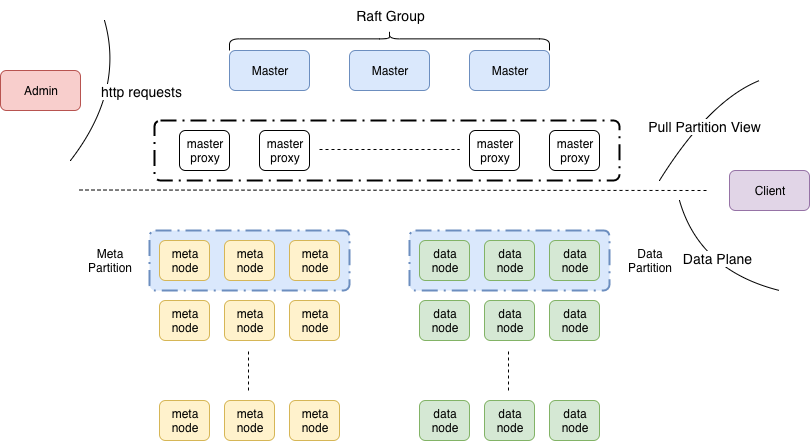 Raft Group
Master Master Master
Admin
http requests
master proxy master proxy master proxy master proxy
Pull Partition View
Client
Meta
Partition
meta node meta node meta node
data node data node data node
Data
Partition
Data Plane
meta node meta node meta node
data node data node data node
meta node meta node meta node
data node data node data node